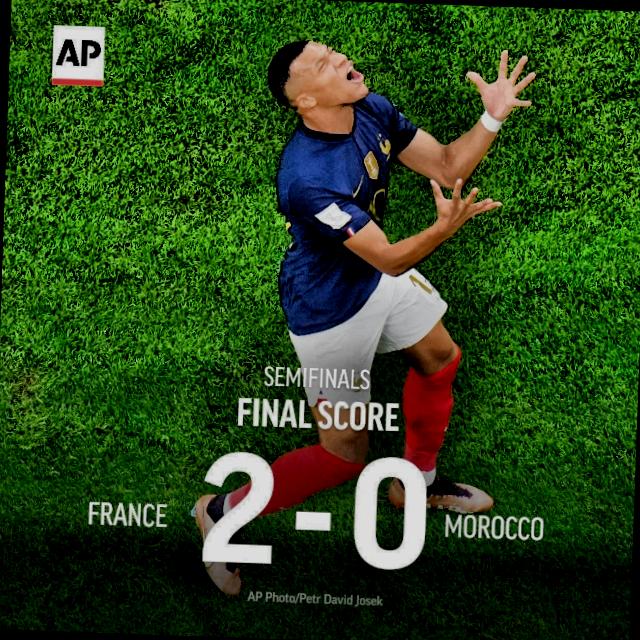 AP
SEMIFINALS
FINAL SCORE
FRANCE 2-0 MOROCCO
AP Photo/Petr David Josek